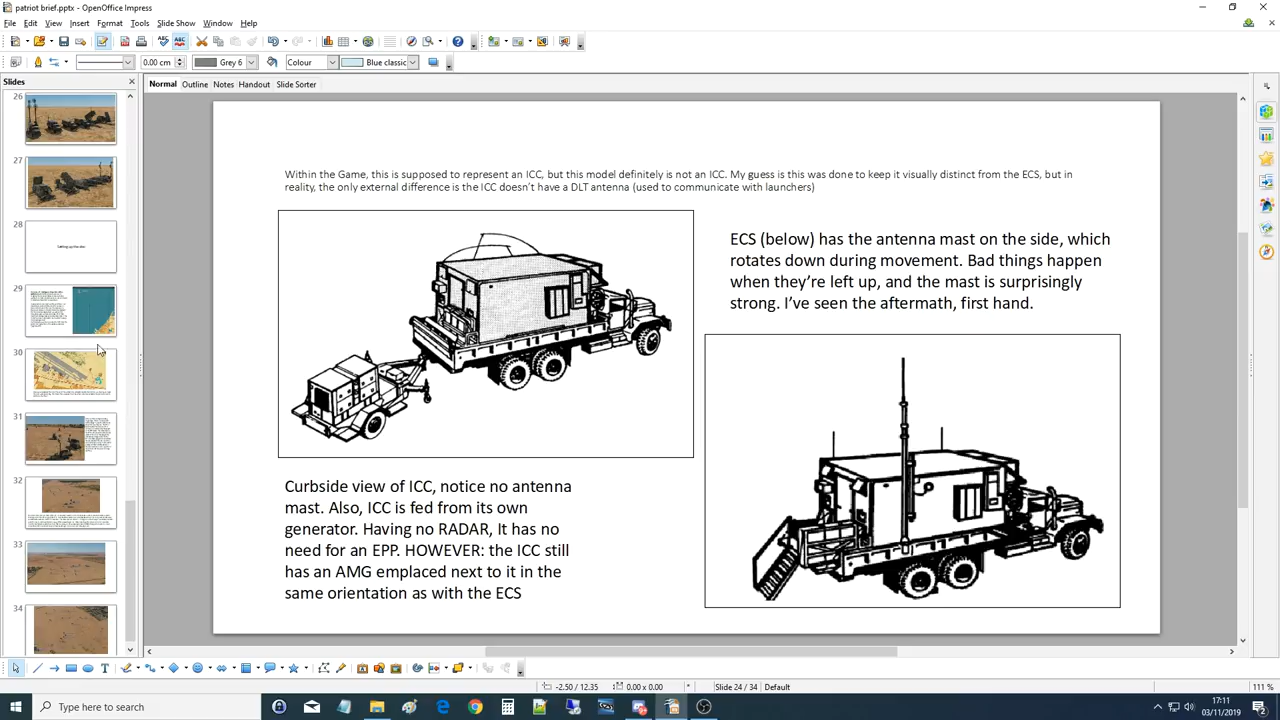 patriot brief.pptx - OpenOffice Impress
File Edit View Insert Format Tools Slide Show Window Help
0.00 cm Grey 6 Colour Blue classic
Slides
Normal Outline Notes Handout Slide Sorter
26
27
28
29
30
31
32
33
34
Within the Game, this is supposed to represent an ICC, but this model definitely is not an ICC. My guess is this was done to keep it visually distinct from the ECS, but in
reality, the only external difference is the ICC doesn't have a DLT antenna (used to communicate with launchers)
ECS (below) has the antenna mast on the side, which
rotates down during movement. Bad things happen
when they're left up, and the mast is surprisingly
strong. I've seen the aftermath, first hand.
Curbside view of ICC, notice no antenna
mast. Also, ICC is fed from its own
generator. Having no RADAR, It has no
need for an EPP. HOWEVER: the ICC still
has an AMG emplaced next to it in the
same orientation as with the ECS
-2.50 / 12.35 0.00 x 0.00 * Slide 24 / 34 Default 111 %
Type here to search
17:11
03/11/2019
2